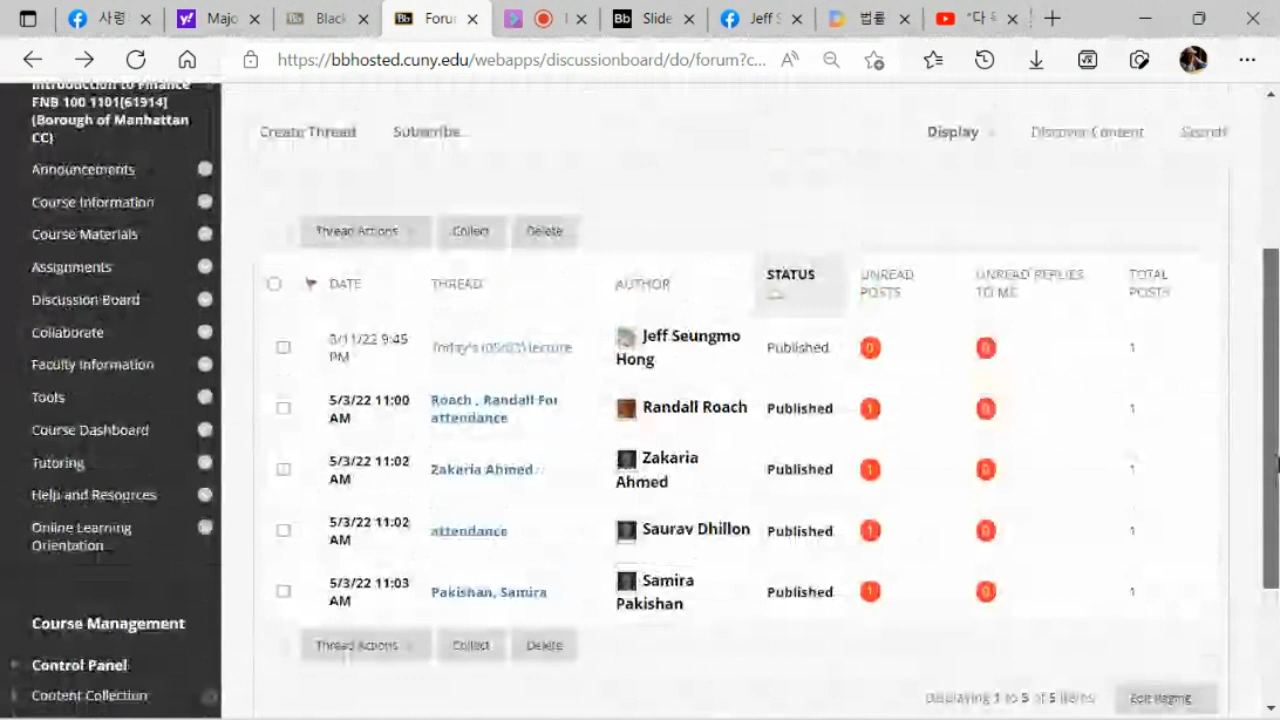 사령
Majo
Black
Foru
Slide
Jeff S
법률
"다
https://bbhosted.cuny.edu/webapps/discussionboard/do/forum?c...
Introduction to Finance
FNB 100 1101[61914]
(Borough of Manhattan
CC)
Announcements
Course Information
Course Materials
Assignments
Discussion Board
Collaborate
Faculty Information
Tools
Course Dashboard
Tutoring
Help and Resources
Online Learning
Orientation
Course Management
Control Panel
Content Collection
Create Thread Subscribe Display Discover Content Search
Thread Actions Collect Delete
DATE THREAD AUTHOR STATUS UNREAD POSTS UNREAD REPLIES TO ME TOTAL POSTS
3/11/22 9:45 PM Today's (05/03) lecture Jeff Seungmo Hong Published 0 0 1
5/3/22 11:00 AM Roach , Randall For attendance Randall Roach Published 1 0 1
5/3/22 11:02 AM Zakaria Ahmed Zakaria Ahmed Published 1 0 1
5/3/22 11:02 AM attendance Saurav Dhillon Published 1 0 1
5/3/22 11:03 AM Pakishan, Samira Samira Pakishan Published 1 0 1
Thread Actions Collect Delete
Displaying 1 to 5 of 5 items Edit Paging